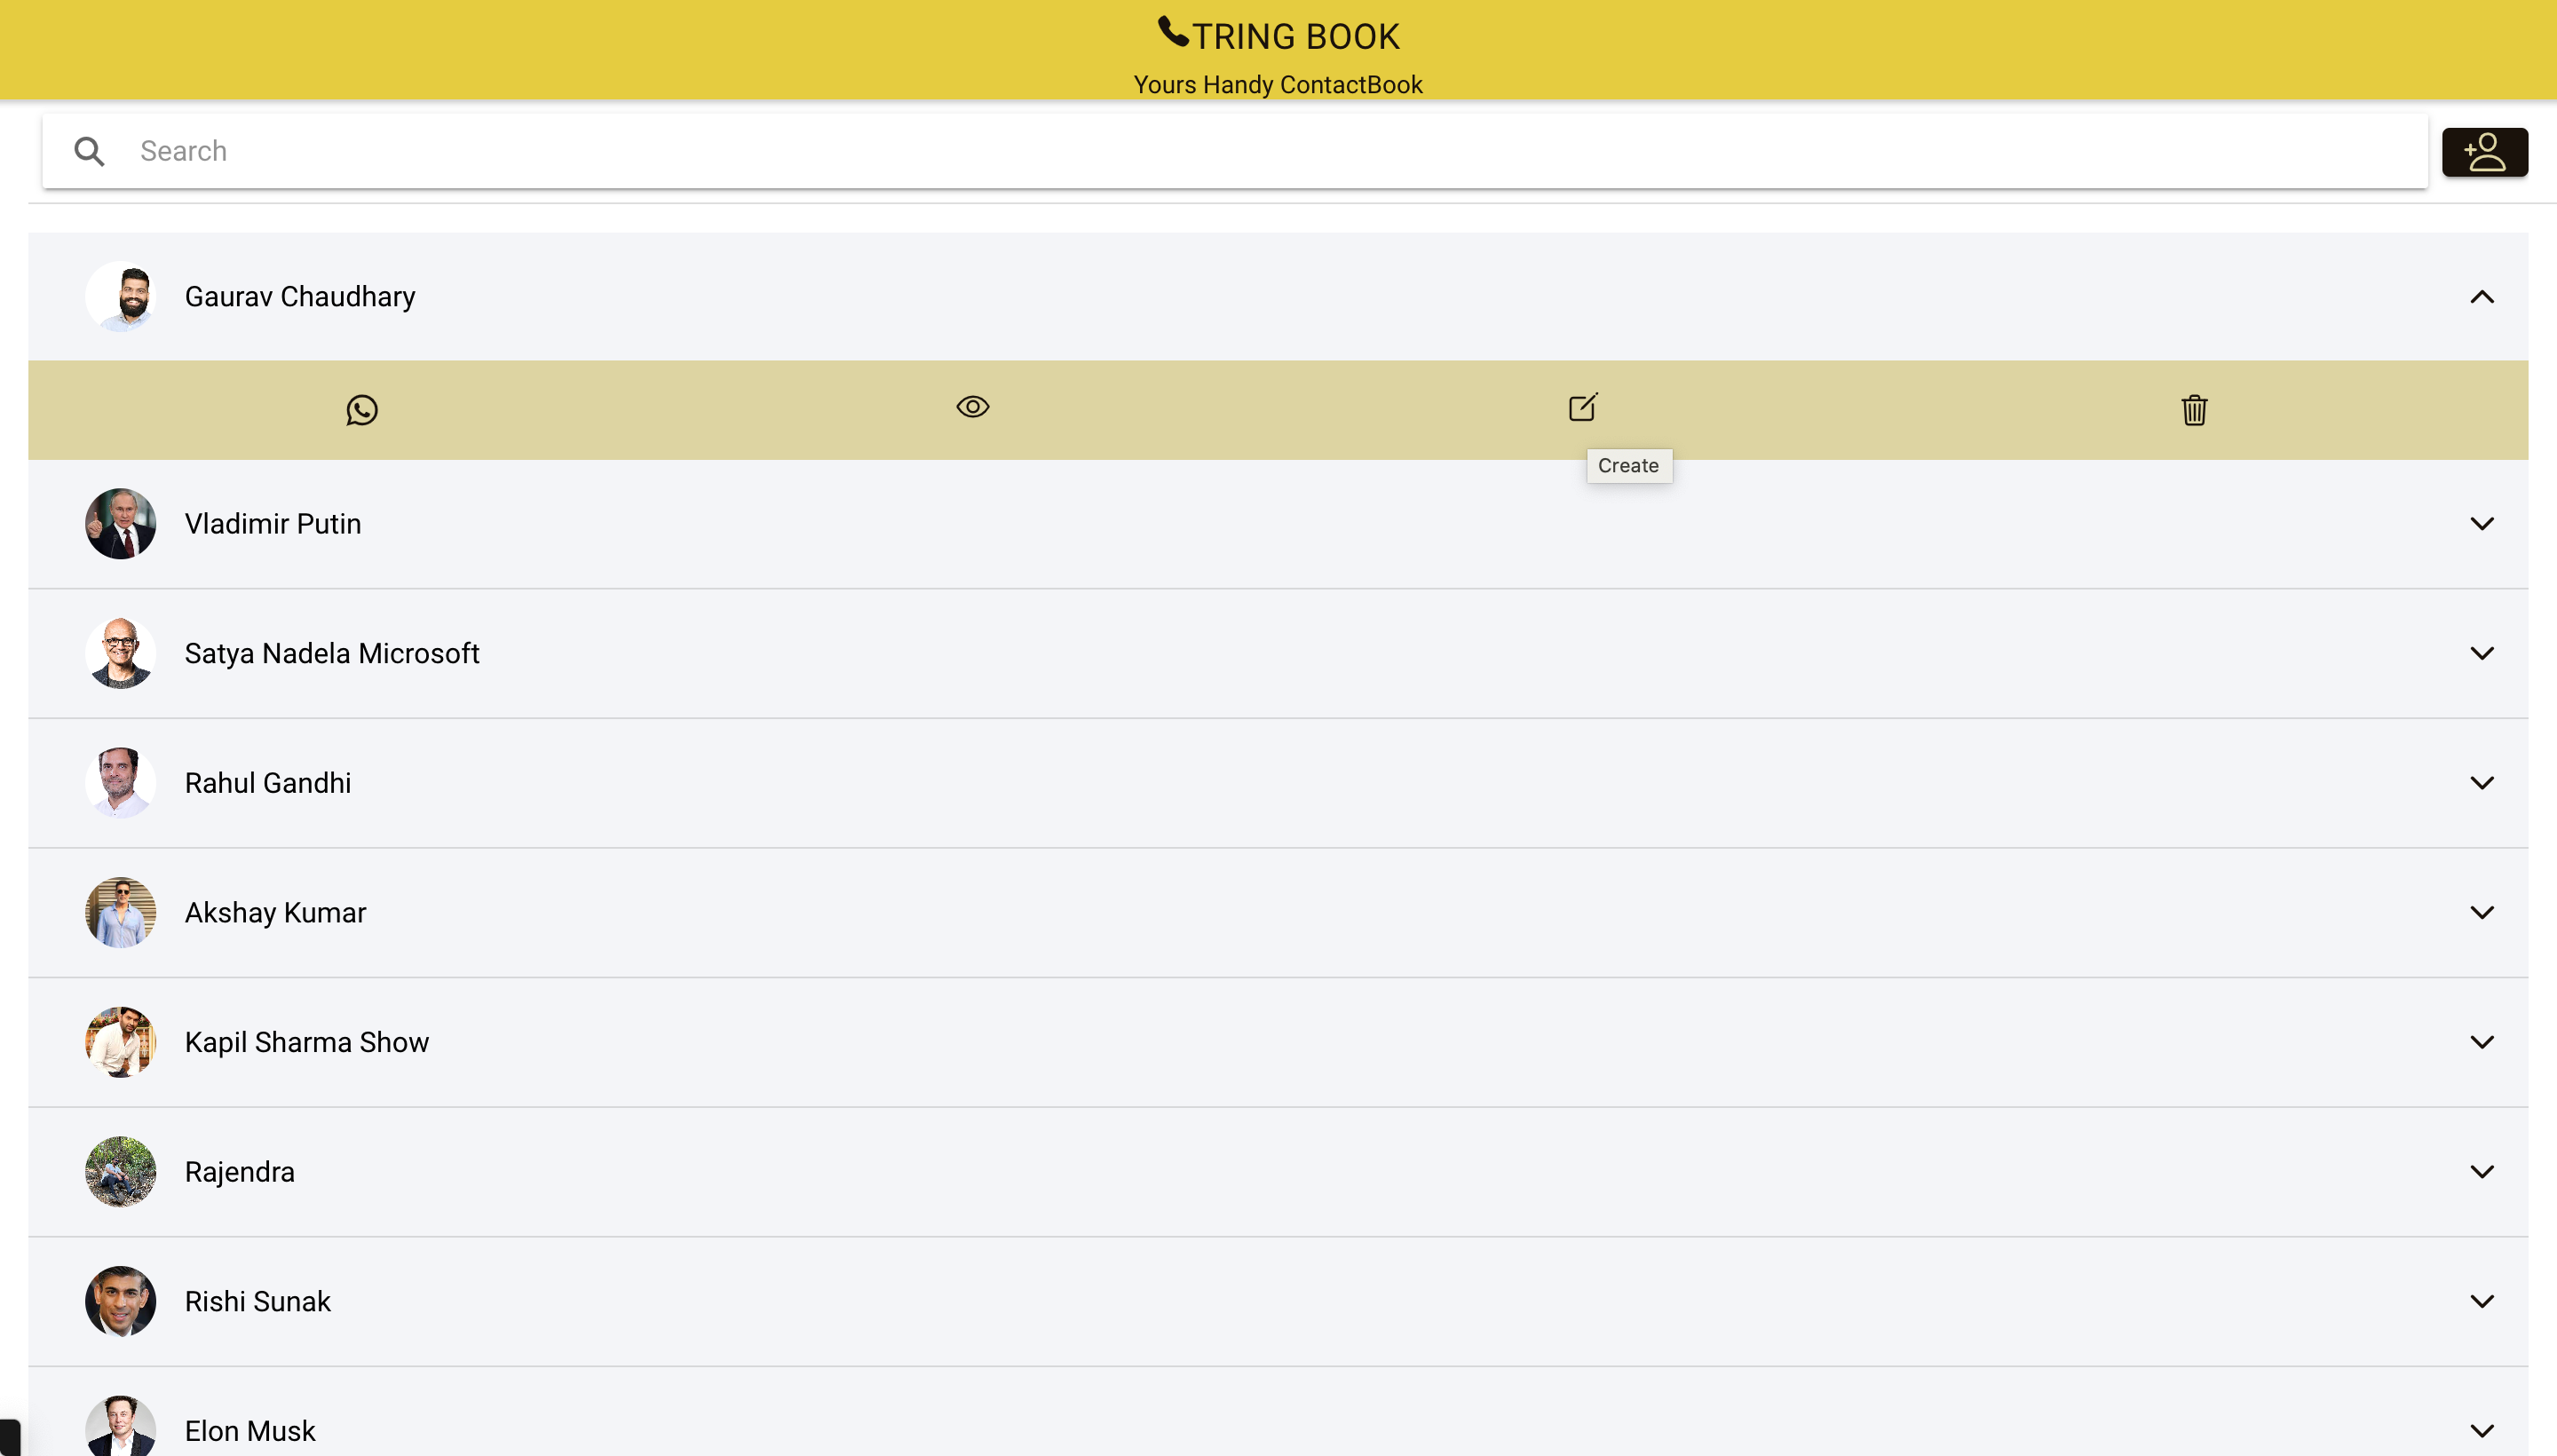 TRING BOOK
Yours Handy ContactBook
Search
Gaurav Chaudhary
Create
Vladimir Putin
Satya Nadela Microsoft
Rahul Gandhi
Akshay Kumar
Kapil Sharma Show
Rajendra
Rishi Sunak
Elon Musk